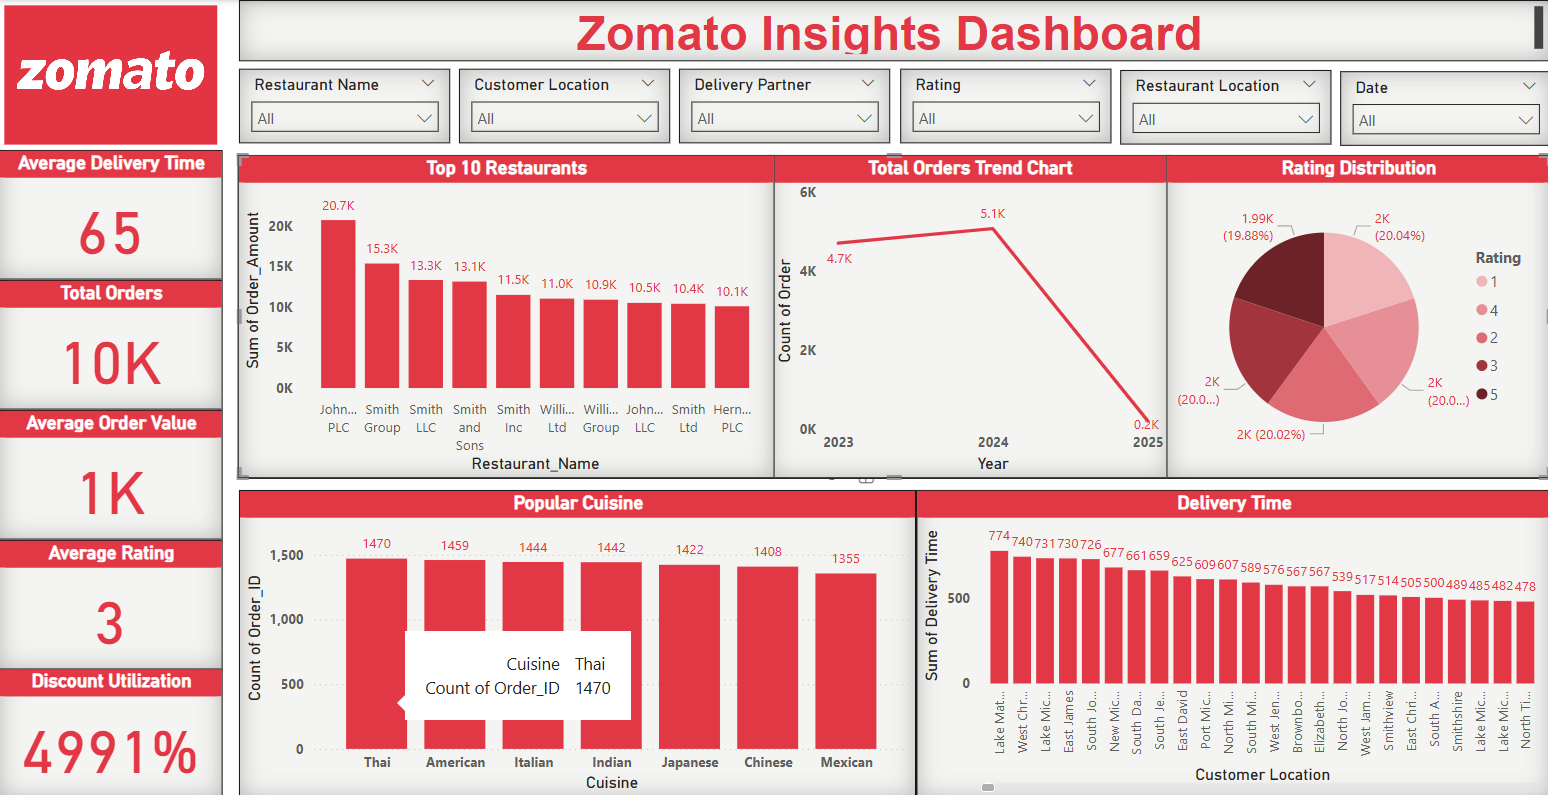 zomato
Zomato Insights Dashboard
Restaurant Name
All
Customer Location
All
Delivery Partner
All
Rating
All
Restaurant Location
All
Date
All
Average Delivery Time
65
Total Orders
10K
Average Order Value
1K
Average Rating
3
Discount Utilization
4991%
Top 10 Restaurants
Sum of Order_Amount
20K
15K
10K
5K
0K
20.7K
15.3K
13.3K
13.1K
11.5K
11.0K
10.9K
10.5K
10.4K
10.1K
John... PLC
Smith Group
Smith LLC
Smith and Sons
Smith Inc
Willi... Ltd
Willi... Group
John... LLC
Smith Ltd
Hern... PLC
Restaurant_Name
Total Orders Trend Chart
Count of Order
6K
4K
2K
0K
4.7K
5.1K
0.2K
2023
2024
2025
Year
Rating Distribution
1.99K
(19.88%)
2K
(20.04%)
2K
(20.0...)
2K
(20.0...)
2K (20.02%)
Rating
1
4
2
3
5
Popular Cuisine
Count of Order_ID
1,500
1,000
500
0
1470
1459
1444
1442
1422
1408
1355
Cuisine Thai
Count of Order_ID 1470
Thai
American
Italian
Indian
Japanese
Chinese
Mexican
Cuisine
Delivery Time
Sum of Delivery Time
500
0
774 740 731 730 726 677 661 659 625 609 607 589 576 567 567 539 517 514 505 500 489 485 482 478
Lake Mat...
West Chr...
Lake Mic...
East James
South Jo...
New Mic...
South Da...
South Je...
East David
Port Mic...
North Mi...
South Mi...
West Jen...
Brownbo...
Elizabeth...
North Jo...
West Jam...
Smithview
East Chri...
South A...
Smithshire
Lake Mic...
Lake Mic...
North Ti...
Customer Location